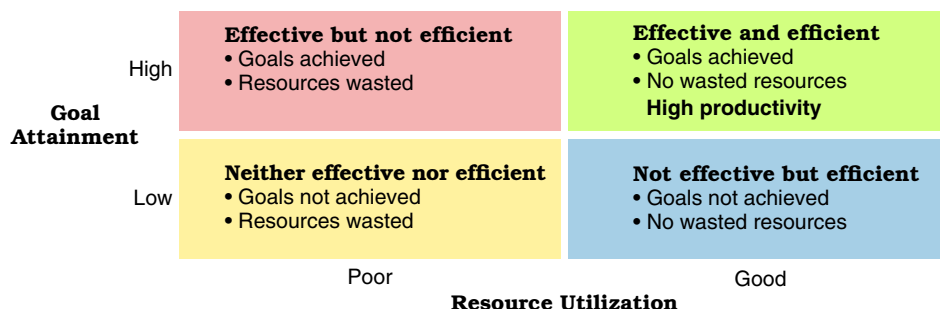 Effective but not efficient
• Goals achieved
• Resources wasted
Effective and efficient
• Goals achieved
• No wasted resources
High productivity
High
Goal
Attainment
Neither effective nor efficient
• Goals not achieved
• Resources wasted
Not effective but efficient
• Goals not achieved
• No wasted resources
Low
Poor
Good
Resource Utilization